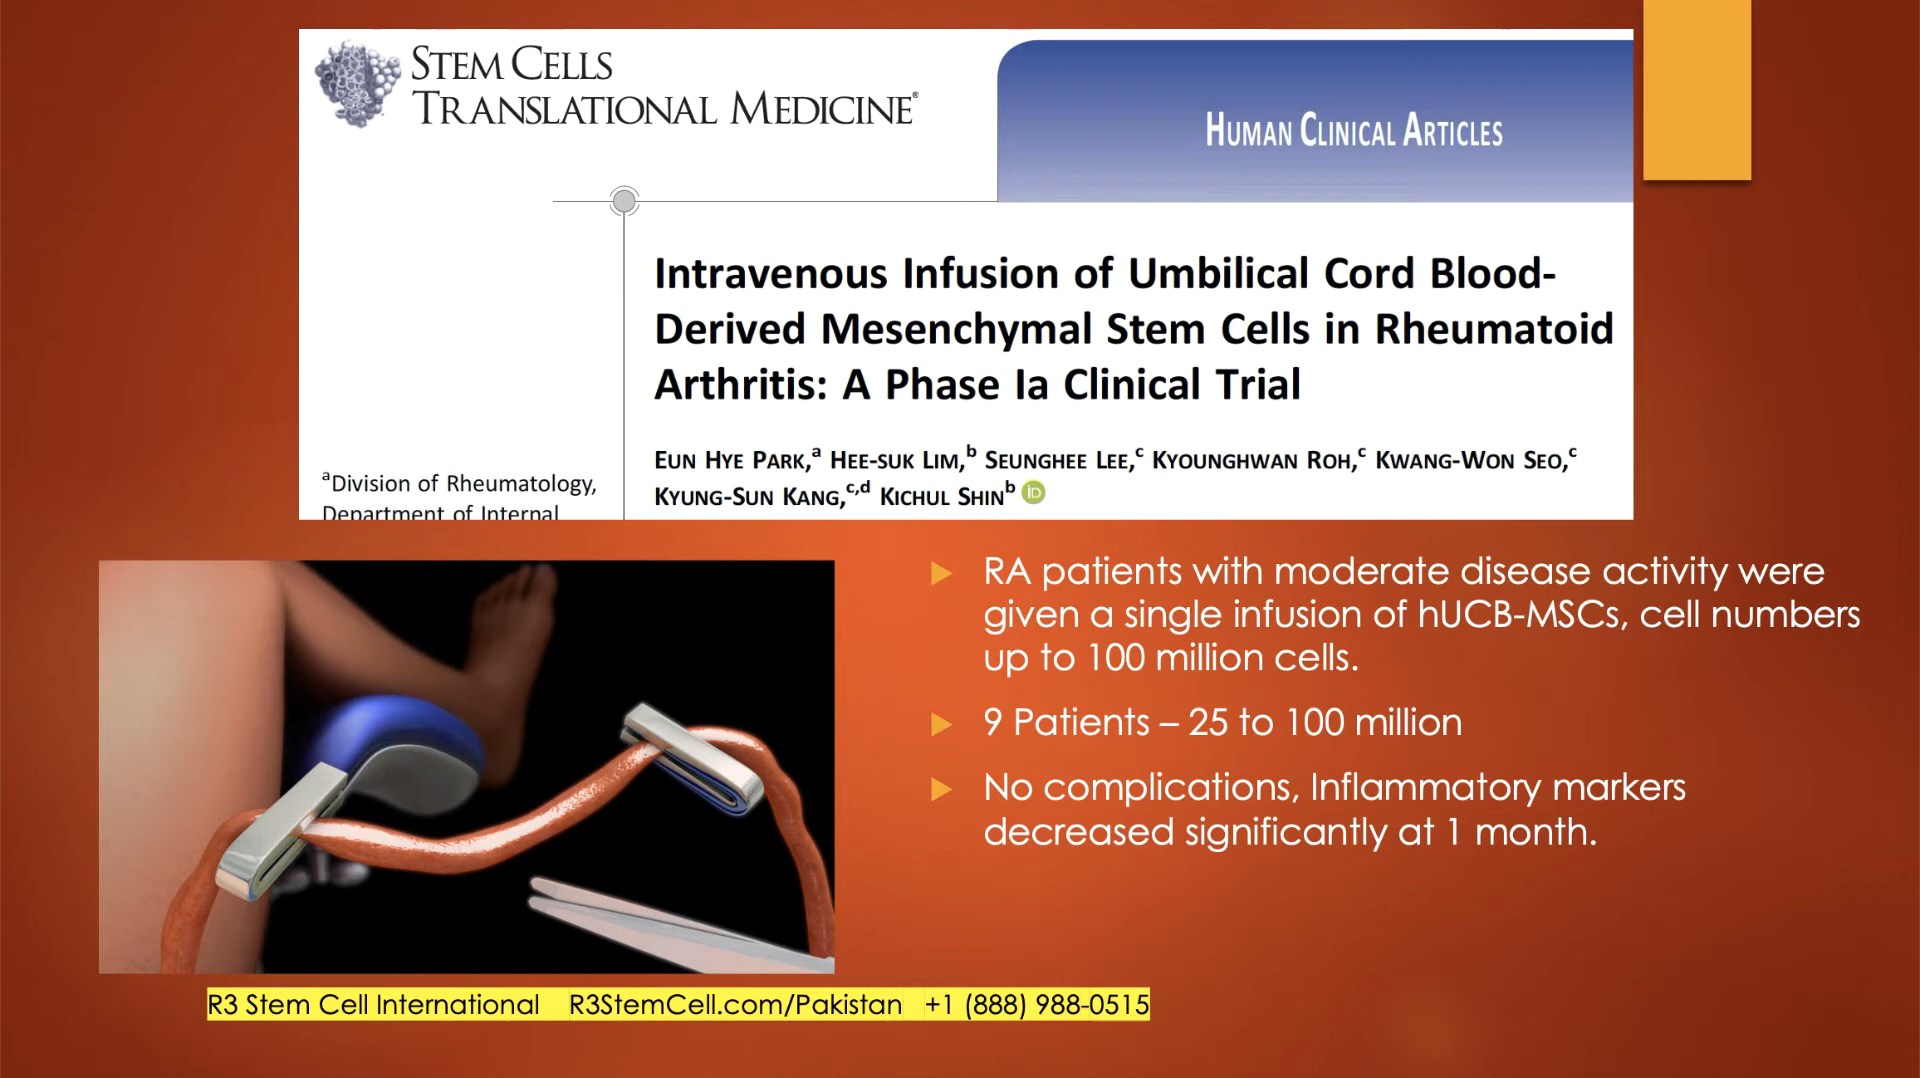 STEM CELLS
TRANSLATIONAL MEDICINE®
HUMAN CLINICAL ARTICLES
Intravenous Infusion of Umbilical Cord Blood-
Derived Mesenchymal Stem Cells in Rheumatoid
Arthritis: A Phase Ia Clinical Trial
EUN HYE PARK,a HEE-SUK LIM,b SEUNGHEE LEE,c KYOUNGHWAN ROH,c KWANG-WON SEO,c
KYUNG-SUN KANG,c,d KICHUL SHINb iD
aDivision of Rheumatology,
Department of Internal
RA patients with moderate disease activity were
given a single infusion of hUCB-MSCs, cell numbers
up to 100 million cells.
9 Patients – 25 to 100 million
No complications, Inflammatory markers
decreased significantly at 1 month.
R3 Stem Cell International R3StemCell.com/Pakistan +1 (888) 988-0515